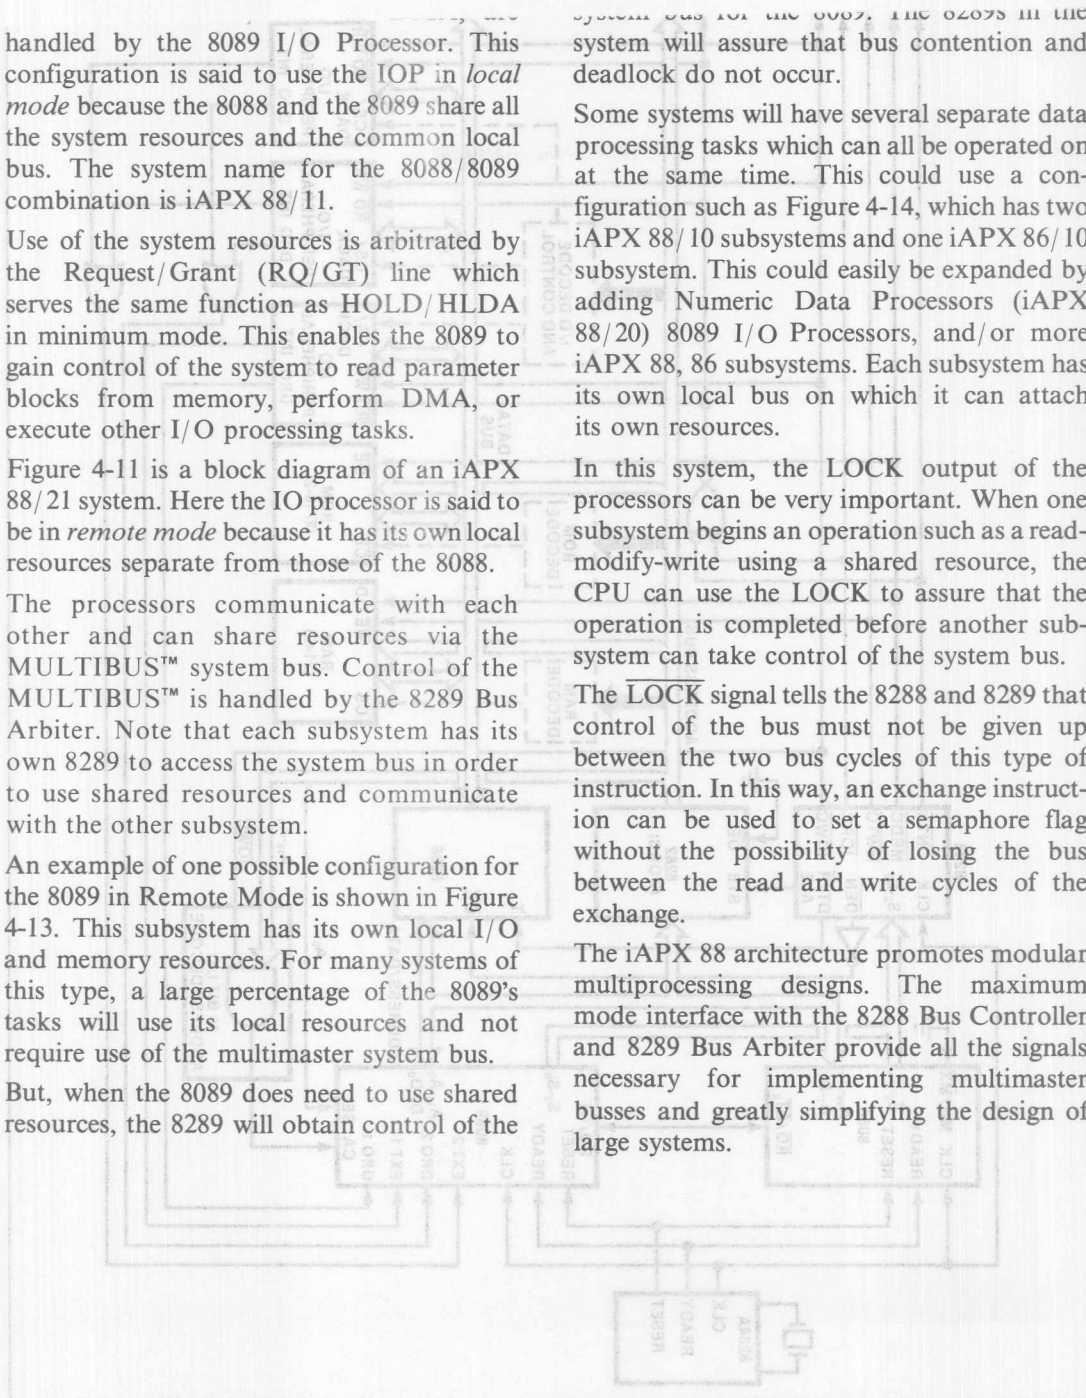 handled by the 8089 I/O Processor. This
configuration is said to use the IOP in local
mode because the 8088 and the 8089 share all
the system resources and the common local
bus. The system name for the 8088/8089
combination is iAPX 88/11.
Use of the system resources is arbitrated by
the Request/Grant (RQ/GT) line which
serves the same function as HOLD/HLDA
in minimum mode. This enables the 8089 to
gain control of the system to read parameter
blocks from memory, perform DMA, or
execute other I/O processing tasks.
Figure 4-11 is a block diagram of an iAPX
88/21 system. Here the IO processor is said to
be in remote mode because it has its own local
resources separate from those of the 8088.
The processors communicate with each
other and can share resources via the
MULTIBUS™ system bus. Control of the
MULTIBUS™ is handled by the 8289 Bus
Arbiter. Note that each subsystem has its
own 8289 to access the system bus in order
to use shared resources and communicate
with the other subsystem.
An example of one possible configuration for
the 8089 in Remote Mode is shown in Figure
4-13. This subsystem has its own local I/O
and memory resources. For many systems of
this type, a large percentage of the 8089's
tasks will use its local resources and not
require use of the multimaster system bus.
But, when the 8089 does need to use shared
resources, the 8289 will obtain control of the
system bus for the 8089. The 8289s in the
system will assure that bus contention and
deadlock do not occur.
Some systems will have several separate data
processing tasks which can all be operated on
at the same time. This could use a con-
figuration such as Figure 4-14, which has two
iAPX 88/10 subsystems and one iAPX 86/10
subsystem. This could easily be expanded by
adding Numeric Data Processors (iAPX
88/20) 8089 I/O Processors, and/or more
iAPX 88, 86 subsystems. Each subsystem has
its own local bus on which it can attach
its own resources.
In this system, the LOCK output of the
processors can be very important. When one
subsystem begins an operation such as a read-
modify-write using a shared resource, the
CPU can use the LOCK to assure that the
operation is completed before another sub-
system can take control of the system bus.
The L̅O̅C̅K̅ signal tells the 8288 and 8289 that
control of the bus must not be given up
between the two bus cycles of this type of
instruction. In this way, an exchange instruct-
ion can be used to set a semaphore flag
without the possibility of losing the bus
between the read and write cycles of the
exchange.
The iAPX 88 architecture promotes modular
multiprocessing designs. The maximum
mode interface with the 8288 Bus Controller
and 8289 Bus Arbiter provide all the signals
necessary for implementing multimaster
busses and greatly simplifying the design of
large systems.
RESET
READY
CLK
8284A